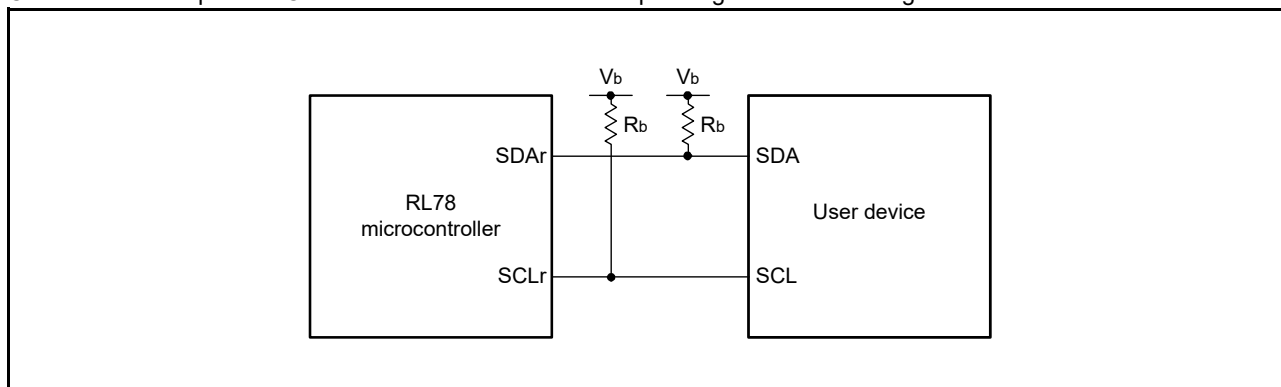 Vb Vb
Rb Rb
SDAr SDA
RL78
microcontroller
User device
SCLr SCL